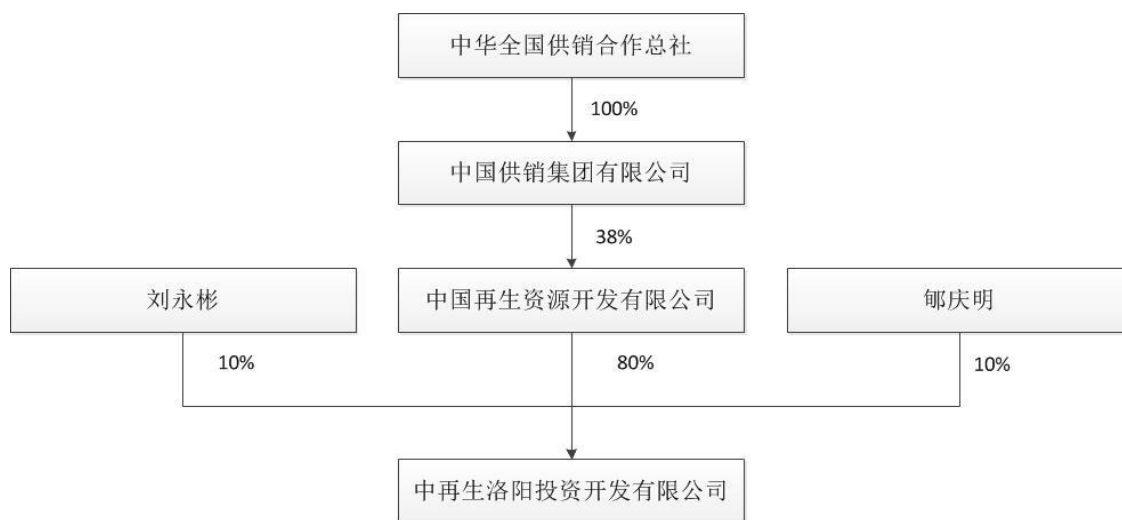 中华全国供销合作总社
100%
中国供销集团有限公司
38%
刘永彬
中国再生资源开发有限公司
郇庆明
10%
80%
10%
中再生洛阳投资开发有限公司